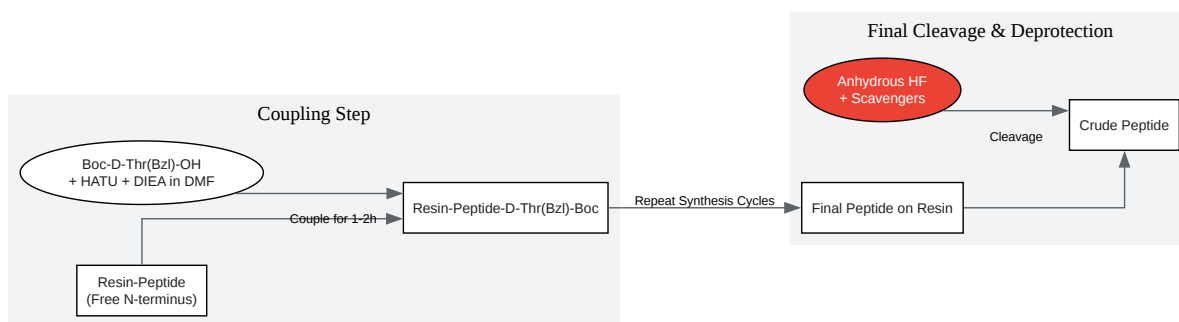 Coupling Step
Boc-D-Thr(Bzl)-OH
+ HATU + DIEA in DMF
Couple for 1-2h
Resin-Peptide
(Free N-terminus)
Resin-Peptide-D-Thr(Bzl)-Boc
Repeat Synthesis Cycles
Final Cleavage & Deprotection
Anhydrous HF
+ Scavengers
Cleavage
Crude Peptide
Final Peptide on Resin